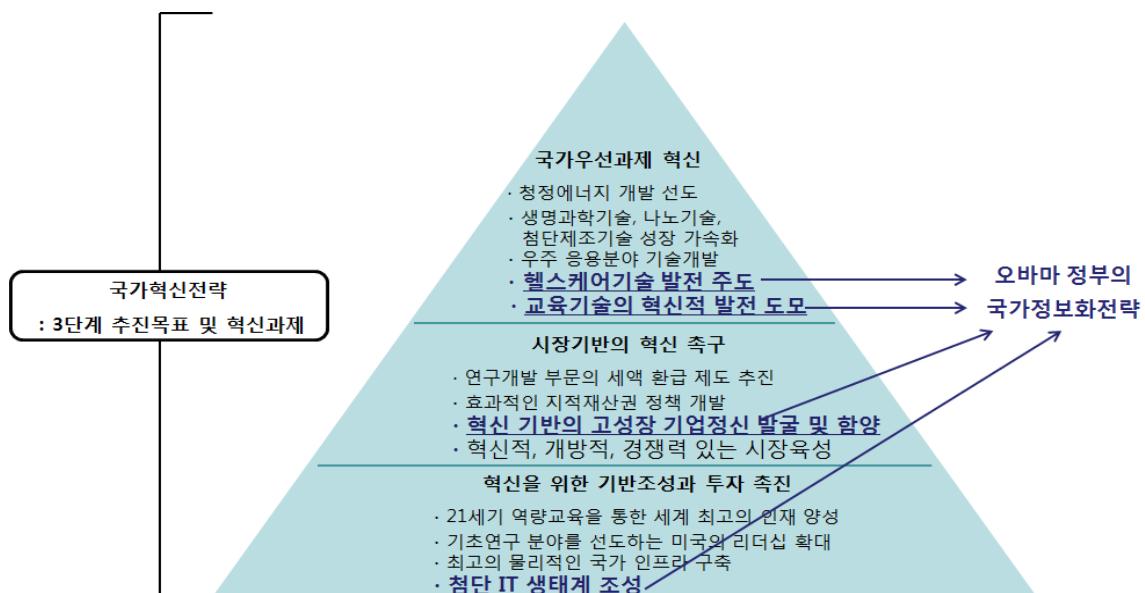 국가우선과제 혁신
· 청정에너지 개발 선도
· 생명과학기술, 나노기술,
첨단제조기술 성장 가속화
· 우주 응용분야 기술개발
· 헬스케어기술 발전 주도
· 교육기술의 혁신적 발전 도모
오바마 정부의
국가정보화전략
국가혁신전략
: 3단계 추진목표 및 혁신과제
시장기반의 혁신 촉구
· 연구개발 부문의 세액 환급 제도 추진
· 효과적인 지적재산권 정책 개발
· 혁신 기반의 고성장 기업정신 발굴 및 함양
· 혁신적, 개방적, 경쟁력 있는 시장육성
혁신을 위한 기반조성과 투자 촉진
· 21세기 역량교육을 통한 세계 최고의 인재 양성
· 기초연구 분야를 선도하는 미국의 리더십 확대
· 최고의 물리적인 국가 인프라 구축
· 첨단 IT 생태계 조성